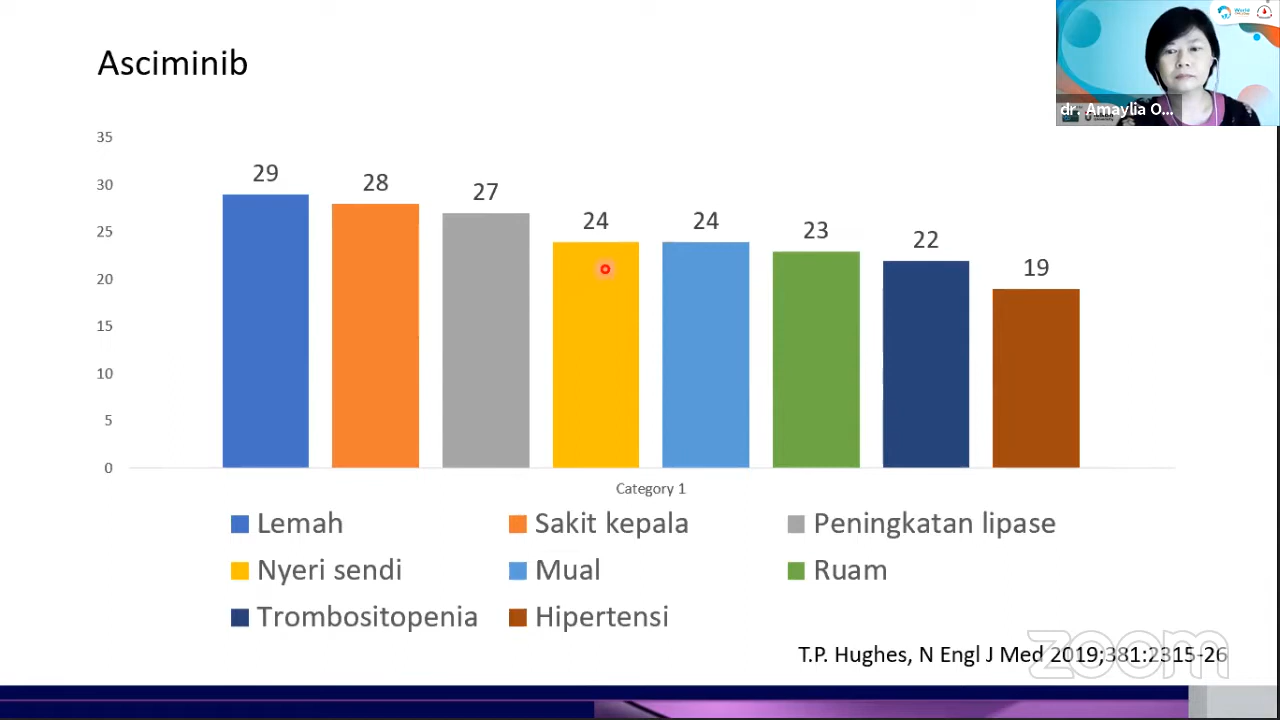 Asciminib
dr. Amaylia O...
World
35
30
25
20
15
10
5
0
29
28
27
24
24
23
22
19
Category 1
Lemah
Sakit kepala
Peningkatan lipase
Nyeri sendi
Mual
Ruam
Trombositopenia
Hipertensi
T.P. Hughes, N Engl J Med 2019;381:2315-26
zoom